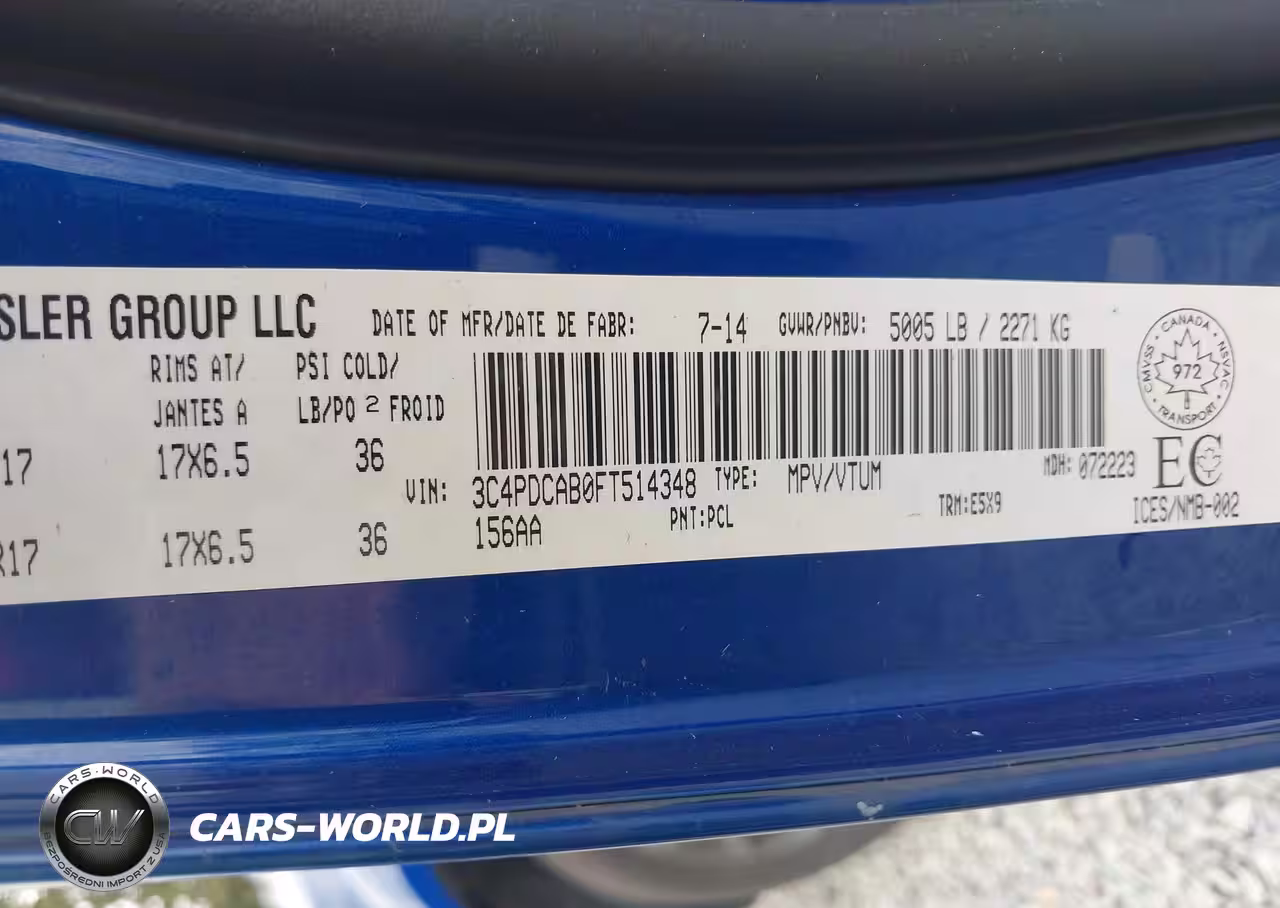 SLER GROUP LLC DATE OF MFR/DATE DE FABR: 7-14 GVWR/PNBV: 5005 LB / 2271 KG
RIMS AT/ PSI COLD/
JANTES A LB/PO 2 FROID
17 17X6.5 36
VIN: 3C4PDCAB0FT514348 TYPE: MPV/VTUM MDH: 072223
R17 17X6.5 36 156AA PNT:PCL TRM:E5X9
CANADA
CMVSS NSVAC
972
TRANSPORT
EC
ICES/NMB-002
CARS-WORLD
CW
BEZPOŚREDNI IMPORT Z USA
CARS-WORLD.PL